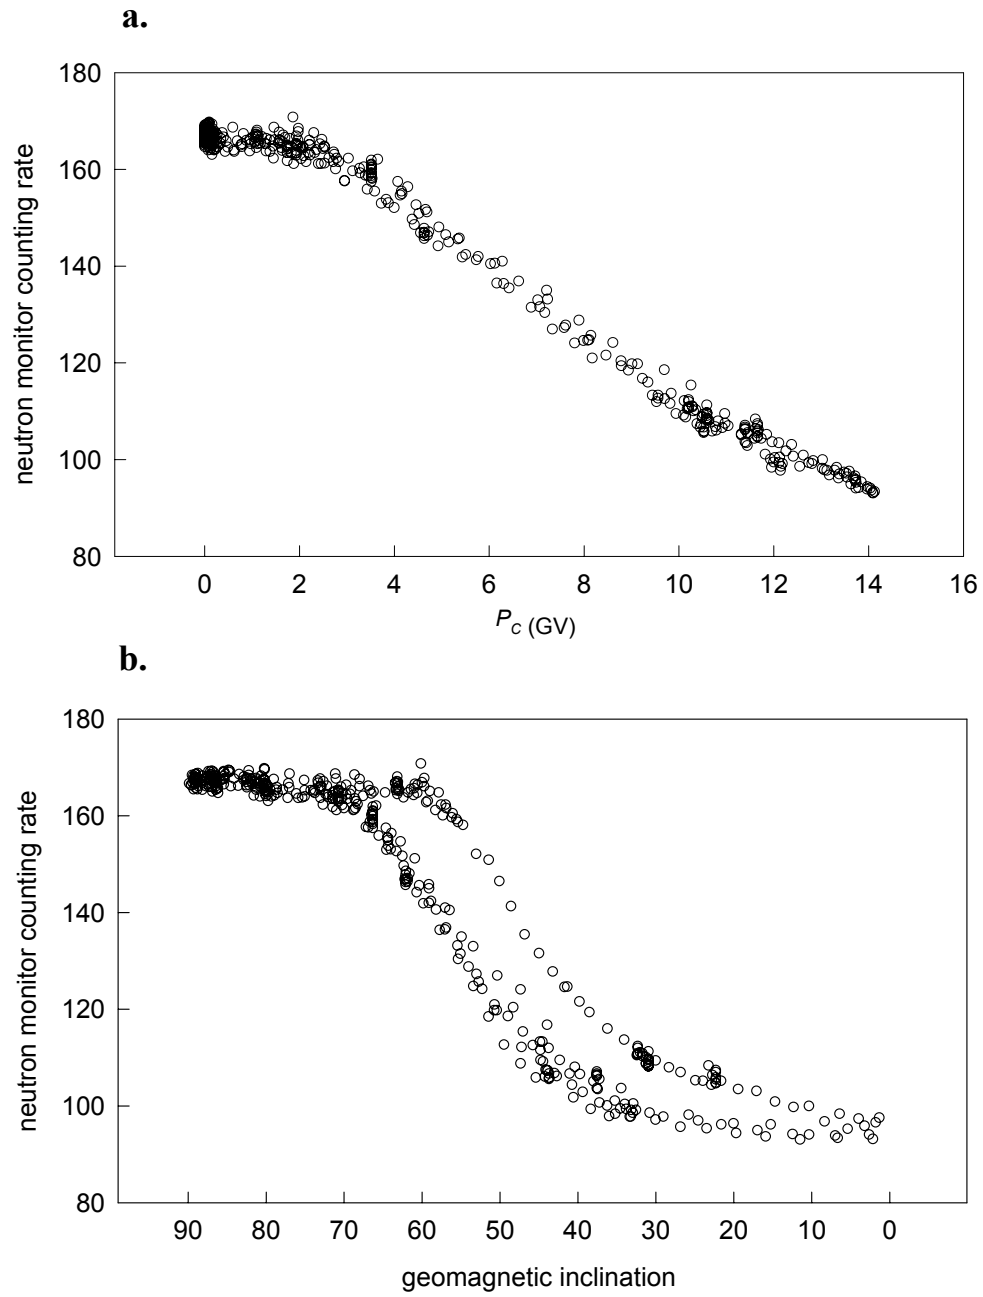 a.
180
160
140
120
100
80
neutron monitor counting rate
0 2 4 6 8 10 12 14 16
PC (GV)
b.
180
160
140
120
100
80
neutron monitor counting rate
90 80 70 60 50 40 30 20 10 0
geomagnetic inclination